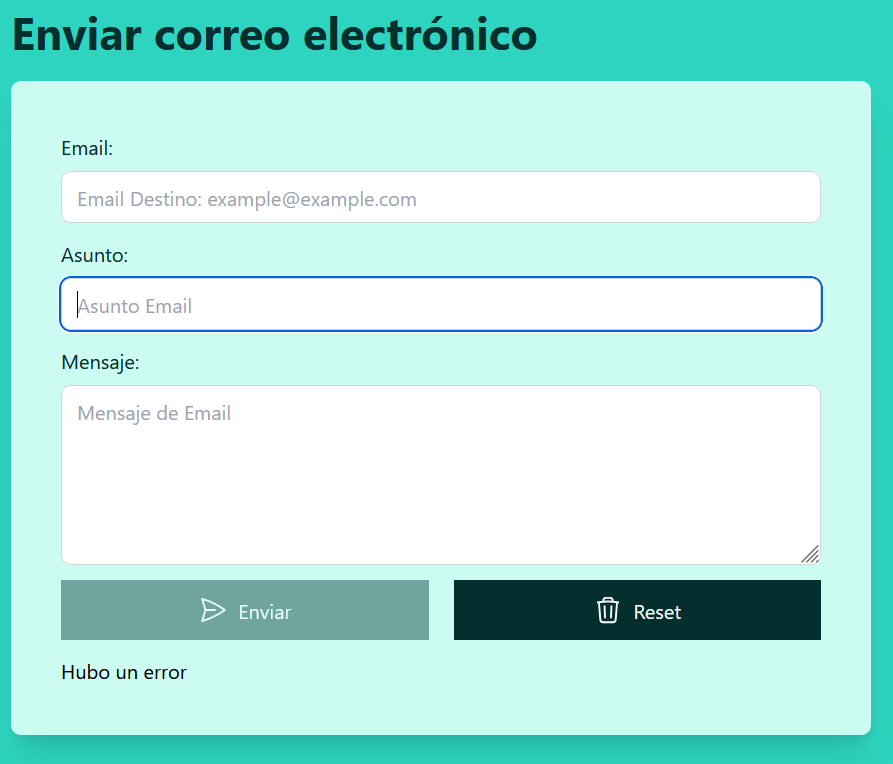 Enviar correo electrónico
Email:
Email Destino: example@example.com
Asunto:
Asunto Email
Mensaje:
Mensaje de Email
Enviar
Reset
Hubo un error